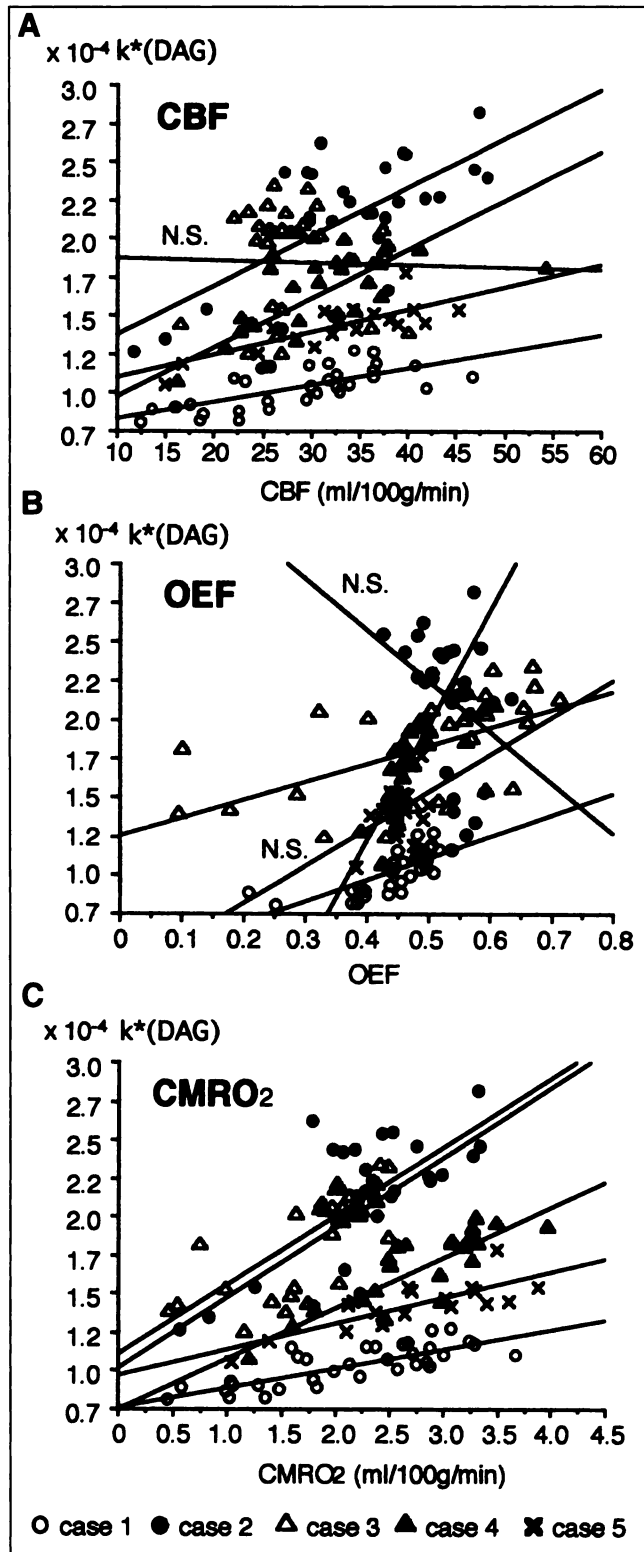 A
x 10⁻⁴ k*(DAG)
3.0
CBF
2.7
2.5
2.2
N.S.
2.0
1.7
1.5
1.2
1.0
0.7
10 15 20 25 30 35 40 45 50 55 60
CBF (ml/100g/min)
B
x 10⁻⁴ k*(DAG)
3.0
OEF
N.S.
2.7
2.5
2.2
2.0
1.7
1.5
1.2
N.S.
1.0
0.7
0 0.1 0.2 0.3 0.4 0.5 0.6 0.7 0.8
OEF
C
x 10⁻⁴ k*(DAG)
3.0
CMRO₂
2.7
2.5
2.2
2.0
1.7
1.5
1.2
1.0
0.7
0 0.5 1.0 1.5 2.0 2.5 3.0 3.5 4.0 4.5
CMRO2 (ml/100g/min)
case 1 case 2 case 3 case 4 case 5